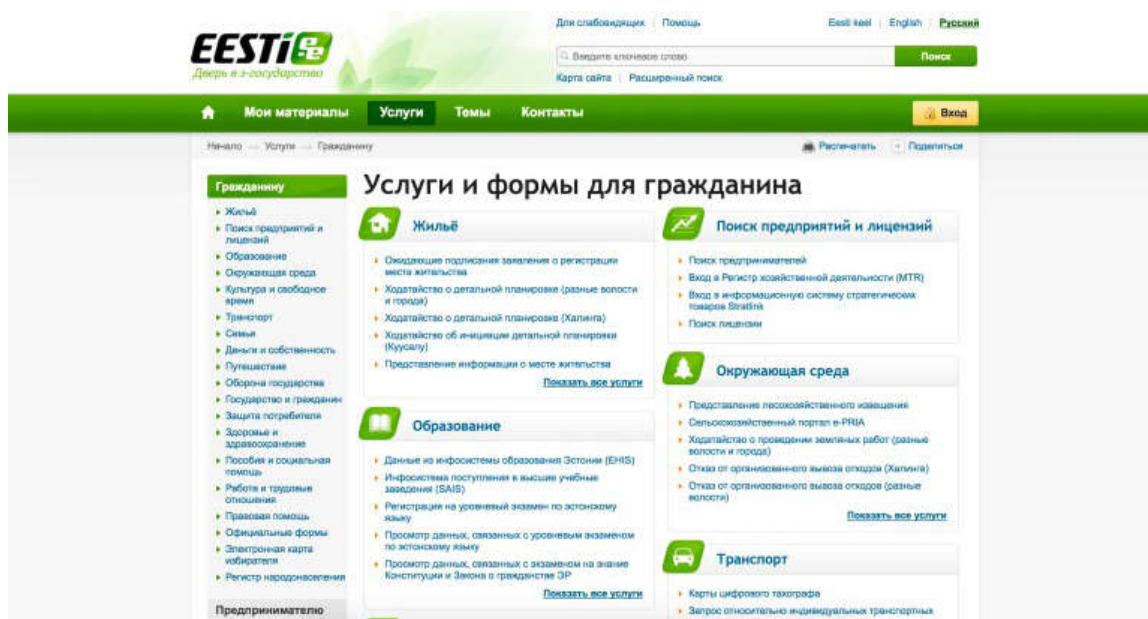 Для слабовидящих
Помощь
Eesti keel
English
Русский
EESTi
Дверь в э-государство
Введите ключевое слово
Поиск
Карта сайта
Расширенный поиск
Мои материалы
Услуги
Темы
Контакты
Вход
Начало → Услуги → Гражданину
Распечатать
Поделиться
Гражданину
Жильё
Поиск предприятий и
лицензий
Образование
Окружающая среда
Культура и свободное
время
Транспорт
Семья
Деньги и собственность
Путешествие
Оборона государства
Государство и гражданин
Защита потребителя
Здоровье и
здравоохранение
Пособия и социальная
помощь
Работа и трудовые
отношения
Правовая помощь
Официальные формы
Электронная карта
избирателя
Регистр народонаселения
Предпринимателю
Услуги и формы для гражданина
Жильё
Ожидающие подписания заявления о регистрации
места жительства
Ходатайство о детальной планировке (разные волости
и города)
Ходатайство о детальной планировке (Халинга)
Ходатайство об инициации детальной планировки
(Куусалу)
Представление информации о месте жительства
Показать все услуги
Образование
Данные из инфосистемы образования Эстонии (EHIS)
Инфосистема поступления в высшие учебные
заведения (SAIS)
Регистрация на уровневый экзамен по эстонскому
языку
Просмотр данных, связанных с уровневым экзаменом
по эстонскому языку
Просмотр данных, связанных с экзаменом на знание
Конституции и Закона о гражданстве ЭР
Показать все услуги
Поиск предприятий и лицензий
Поиск предпринимателей
Вход в Регистр хозяйственной деятельности (MTR)
Вход в информационную систему стратегических
товаров Stratlink
Поиск лицензии
Окружающая среда
Представление лесохозяйственного извещения
Сельскохозяйственный портал e-PRIA
Ходатайство о проведении земляных работ (разные
волости и города)
Отказ от организованного вывоза отходов (Халинга)
Отказ от организованного вывоза отходов (разные
волости)
Показать все услуги
Транспорт
Карты цифрового тахографа
Запрос относительно индивидуальных транспортных